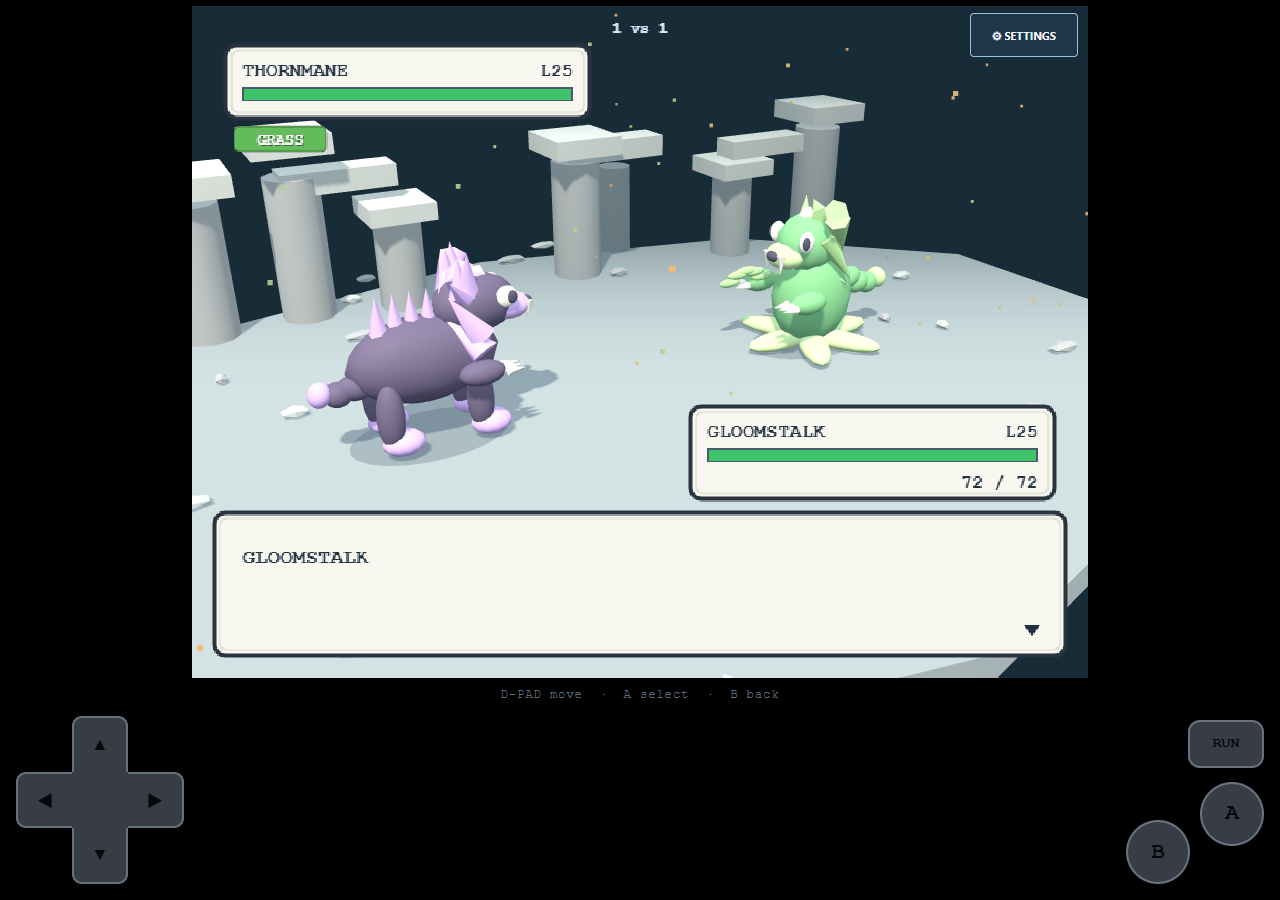 1 vs 1
⚙ SETTINGS
THORNMANE L25
GRASS
GLOOMSTALK L25
72 / 72
GLOOMSTALK
D-PAD move · A select · B back
RUN
A
B